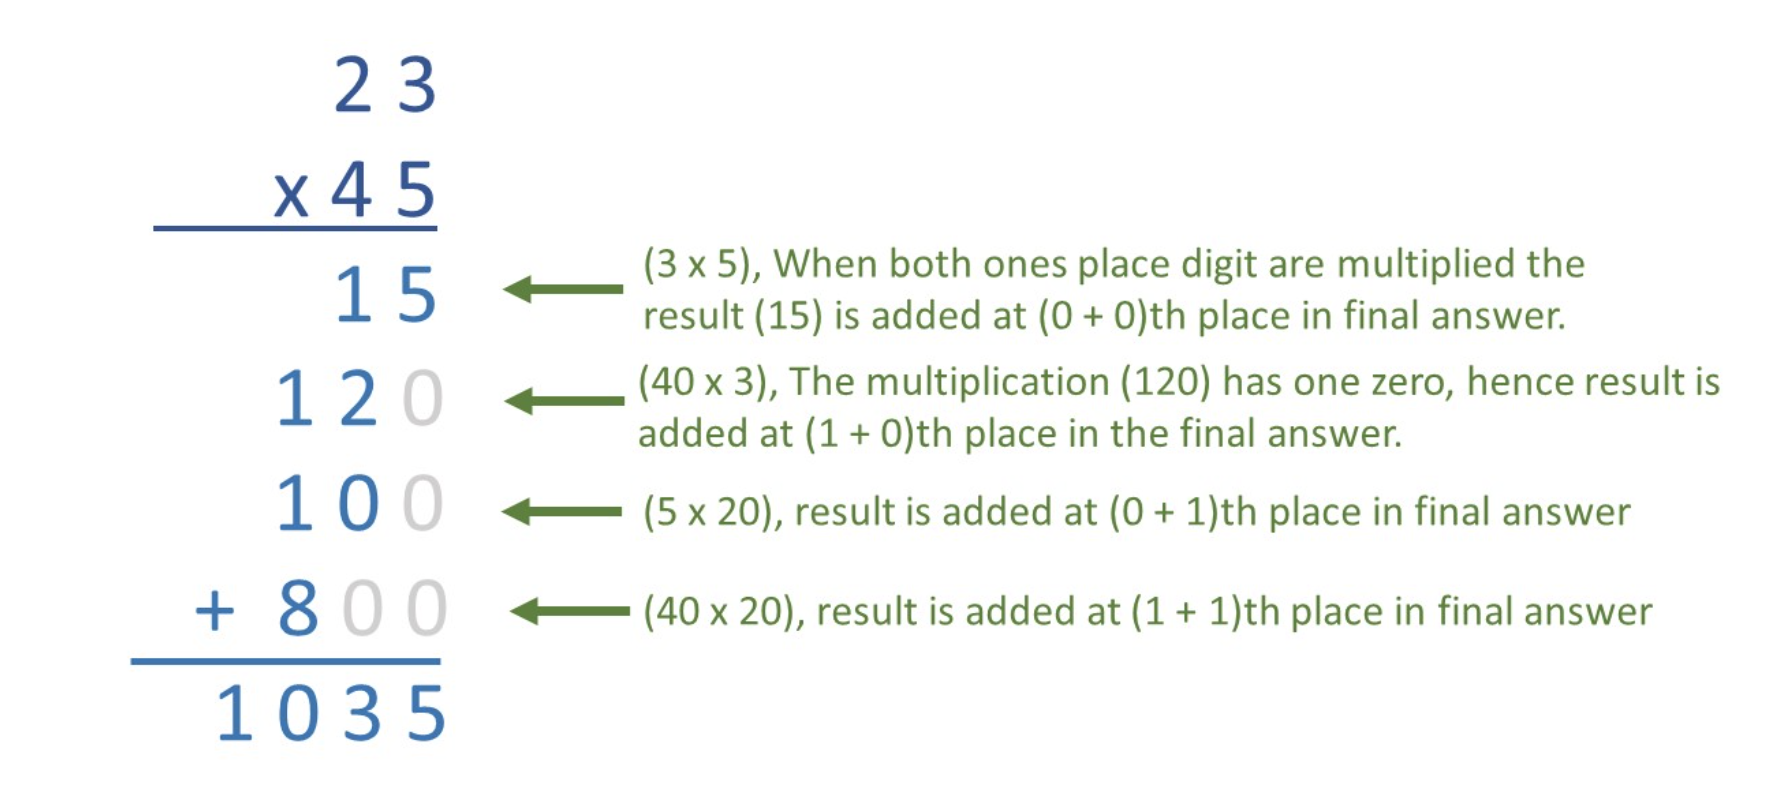 2 3
x 4 5
1 5
(3 x 5), When both ones place digit are multiplied the
result (15) is added at (0 + 0)th place in final answer.
1 2 0
(40 x 3), The multiplication (120) has one zero, hence result is
added at (1 + 0)th place in the final answer.
1 0 0
(5 x 20), result is added at (0 + 1)th place in final answer
+ 8 0 0
(40 x 20), result is added at (1 + 1)th place in final answer
1 0 3 5